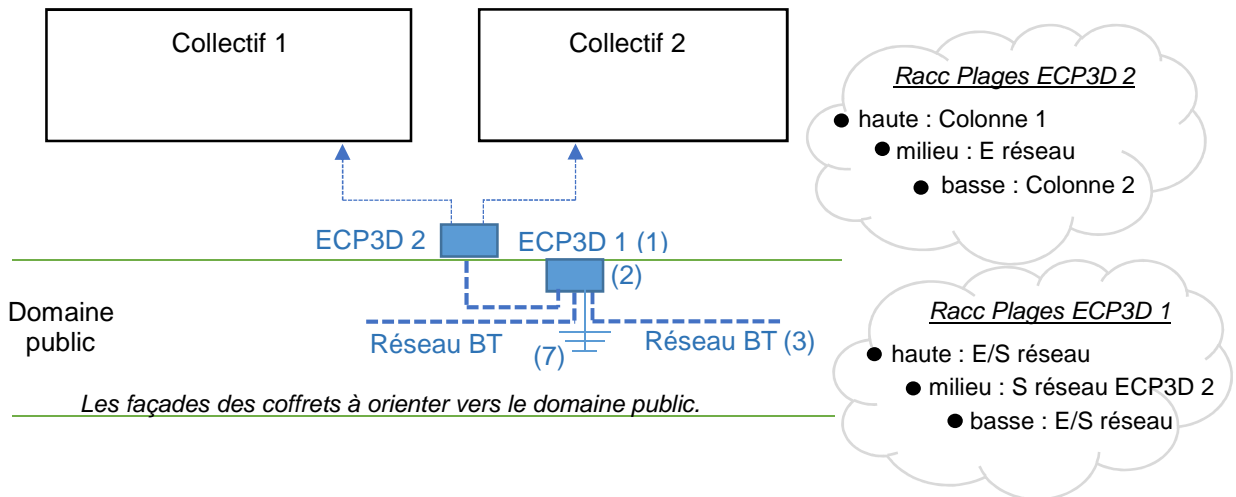 Collectif 1
Collectif 2
Racc Plages ECP3D 2
● haute : Colonne 1
● milieu : E réseau
● basse : Colonne 2
ECP3D 2
ECP3D 1 (1)
(2)
Domaine
public
Réseau BT
(7)
Réseau BT (3)
Racc Plages ECP3D 1
● haute : E/S réseau
● milieu : S réseau ECP3D 2
● basse : E/S réseau
Les façades des coffrets à orienter vers le domaine public.